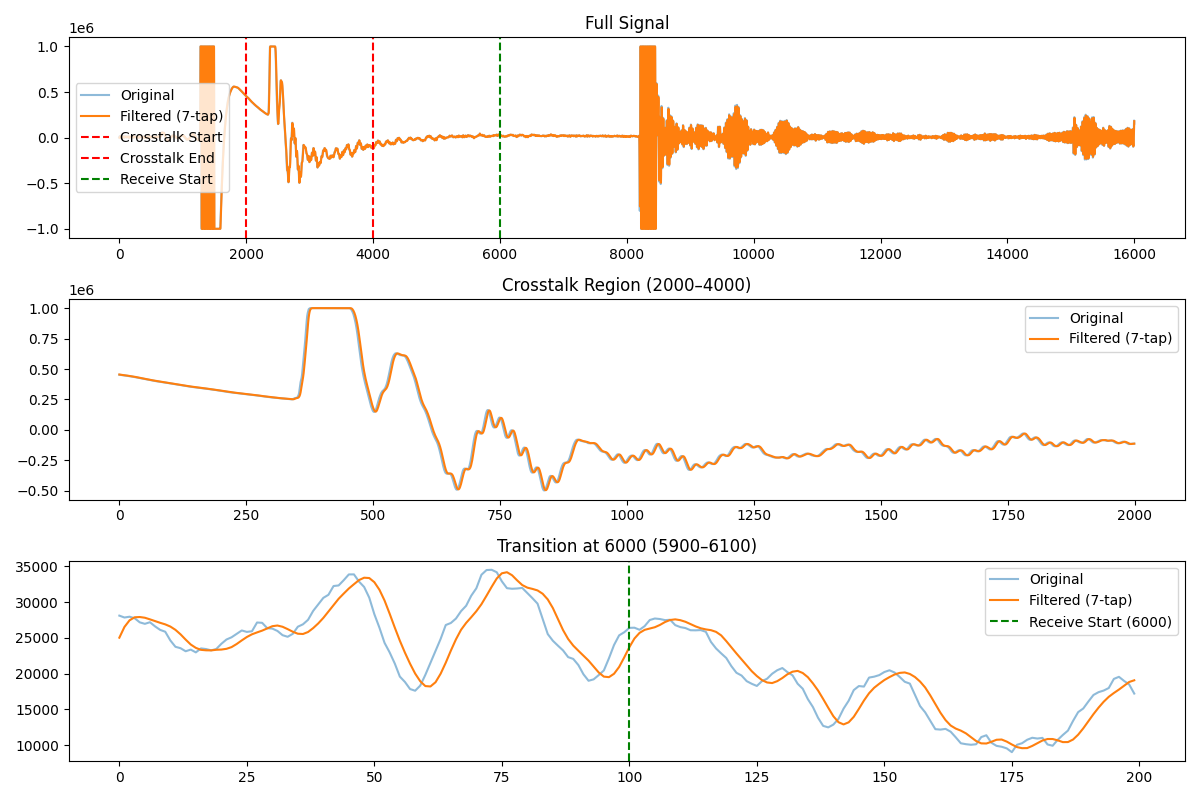 Full Signal
1e6
1.0
0.5
0.0
−0.5
−1.0
Original
Filtered (7-tap)
Crosstalk Start
Crosstalk End
Receive Start
0 2000 4000 6000 8000 10000 12000 14000 16000
Crosstalk Region (2000–4000)
1e6
1.00
0.75
0.50
0.25
0.00
−0.25
−0.50
Original
Filtered (7-tap)
0 250 500 750 1000 1250 1500 1750 2000
Transition at 6000 (5900–6100)
35000
30000
25000
20000
15000
10000
Original
Filtered (7-tap)
Receive Start (6000)
0 25 50 75 100 125 150 175 200